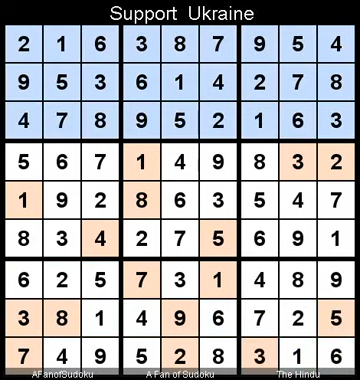 Support Ukraine
2 1 6 3 8 7 9 5 4
9 5 3 6 1 4 2 7 8
4 7 8 9 5 2 1 6 3
5 6 7 1 4 9 8 3 2
1 9 2 8 6 3 5 4 7
8 3 4 2 7 5 6 9 1
6 2 5 7 3 1 4 8 9
3 8 1 4 9 6 7 2 5
7 4 9 5 2 8 3 1 6
AFanofSudoku A Fan of Sudoku The Hindu